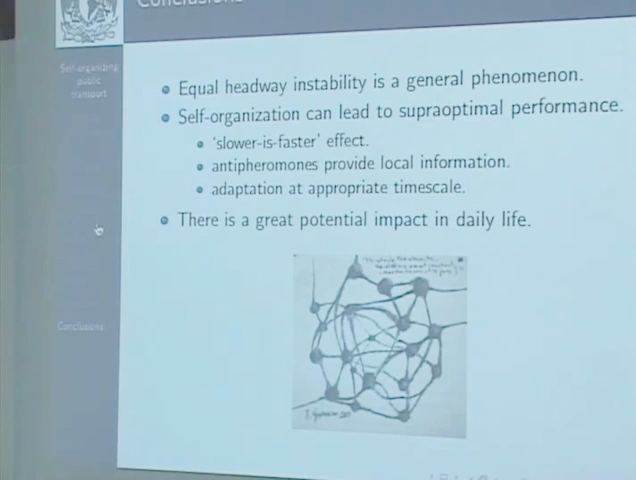 Conclusions
Self-organizing
public
transport
Equal headway instability is a general phenomenon.
Self-organization can lead to supraoptimal performance.
'slower-is-faster' effect.
antipheromones provide local information.
adaptation at appropriate timescale.
There is a great potential impact in daily life.
Conclusions